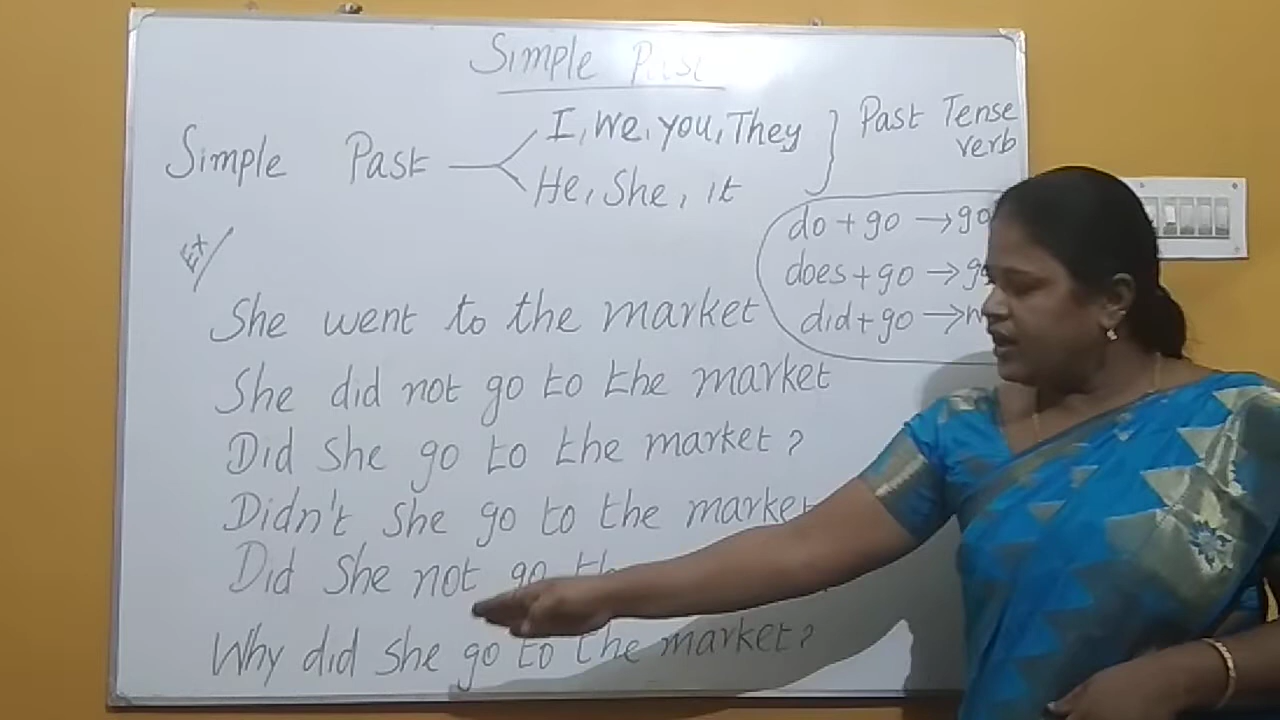 Simple Past
I, We, you, They } Past Tense
verb
Simple Past
He, She, it
do + go → go
does + go →
did + go →
Ex/
She went to the market
She did not go to the market
Did she go to the market?
Didn't she go to the market
Did she not go
Why did she go to the market?